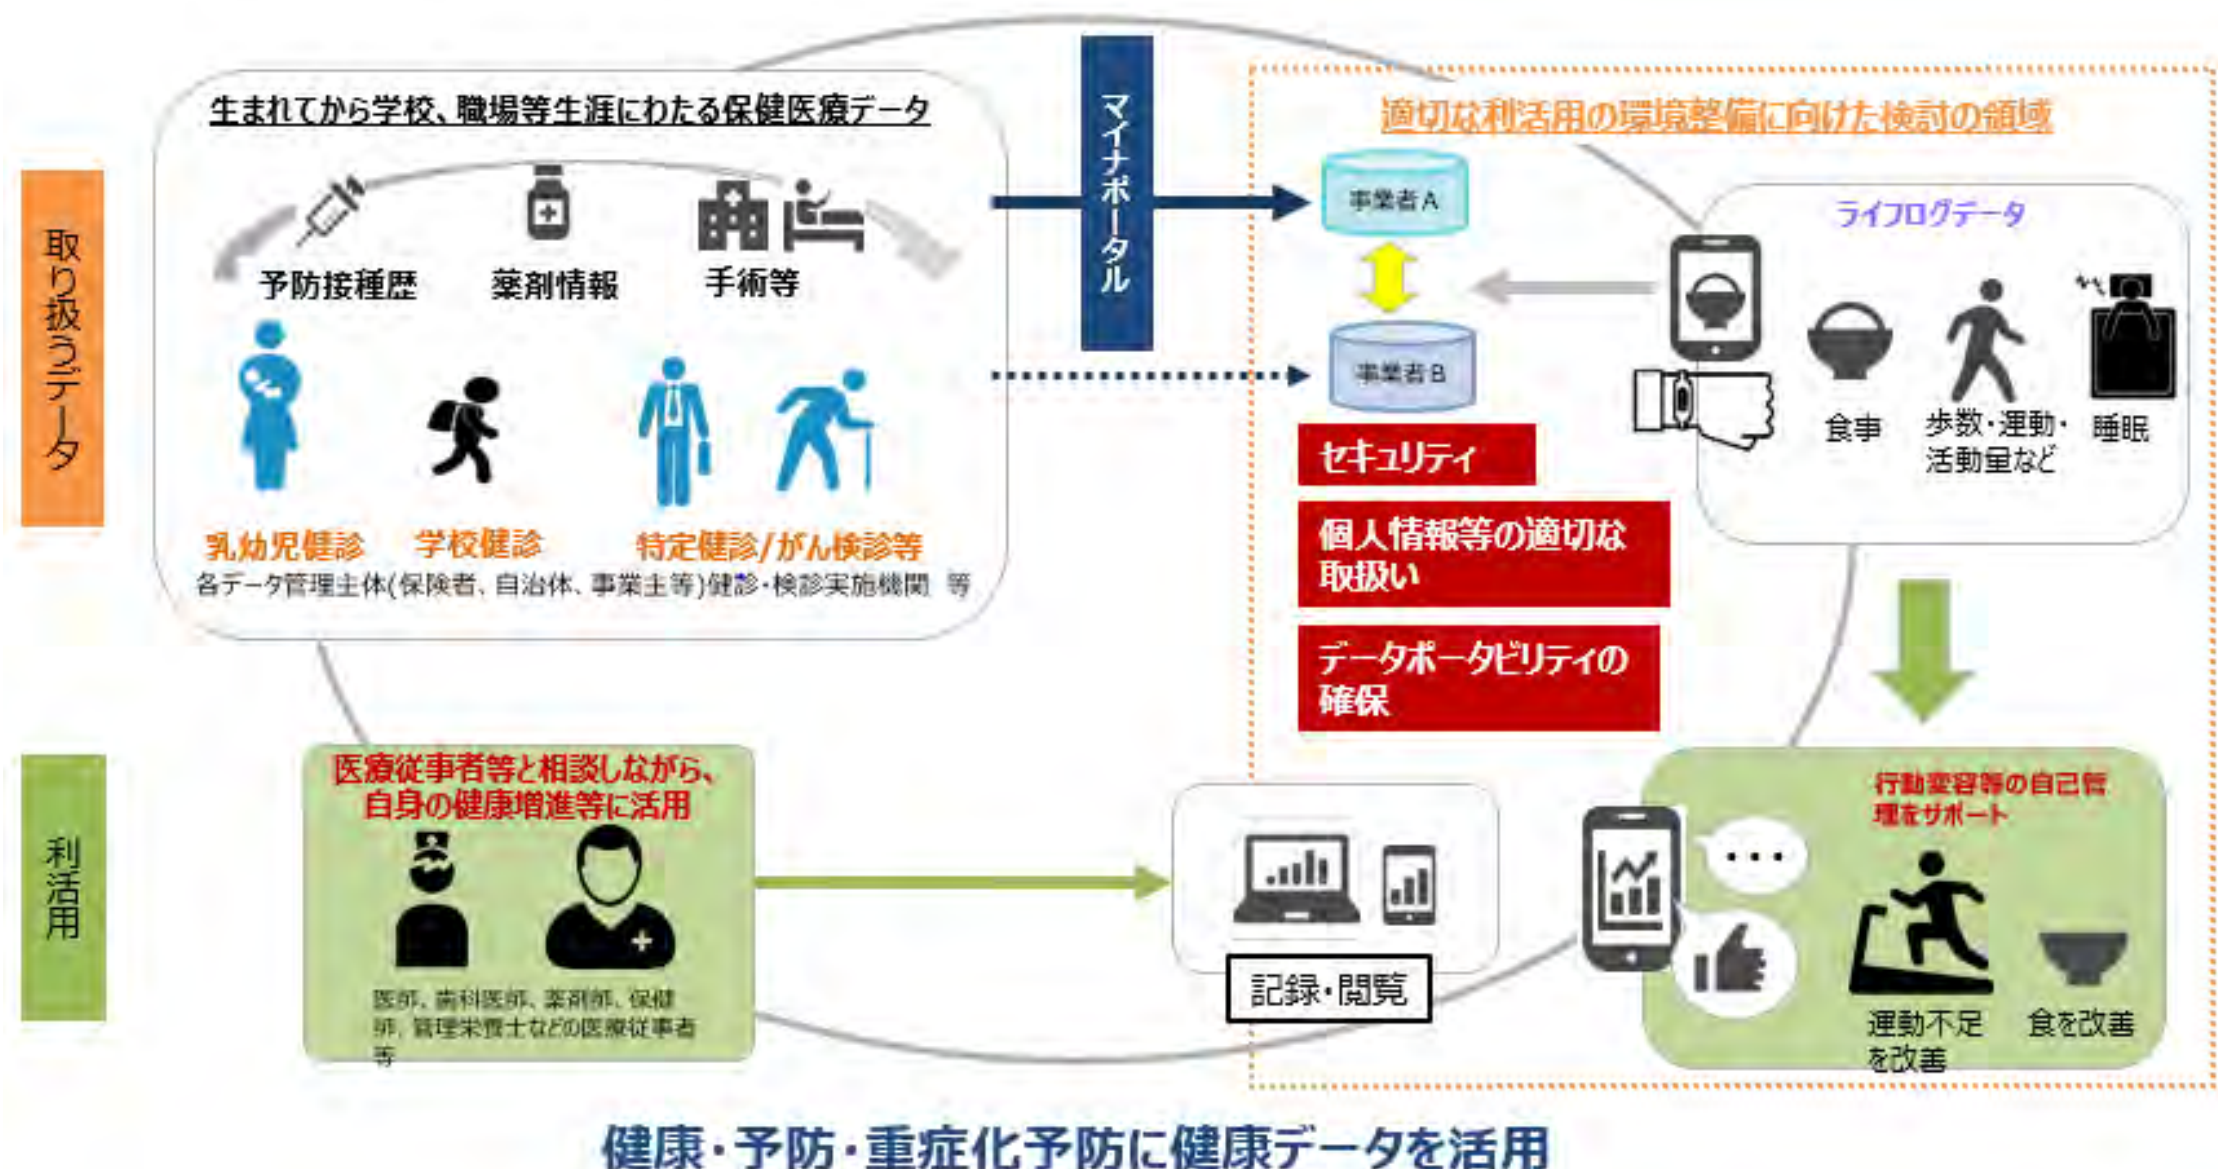 取り扱うデータ
生まれてから学校、職場等生涯にわたる保健医療データ
予防接種歴
薬剤情報
手術等
乳幼児健診
学校健診
特定健診/がん検診等
各データ管理主体(保険者、自治体、事業主等)健診・検診実施機関 等
マイナポータル
適切な利活用の環境整備に向けた検討の領域
事業者A
事業者B
セキュリティ
個人情報等の適切な
取扱い
データポータビリティの
確保
ライフログデータ
食事
歩数・運動・
活動量など
睡眠
利活用
医療従事者等と相談しながら、
自身の健康増進等に活用
医師、歯科医師、薬剤師、保健
師、管理栄養士などの医療従事者
等
記録・閲覧
行動変容等の自己管
理をサポート
運動不足
を改善
食を改善
健康・予防・重症化予防に健康データを活用